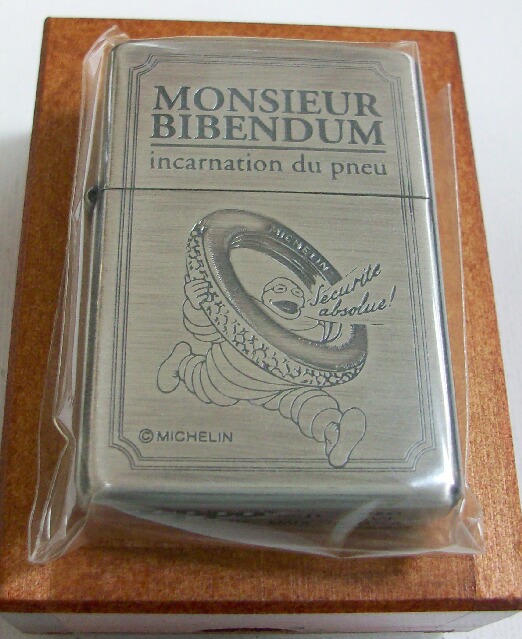 MONSIEUR
BIBENDUM
incarnation du pneu
MICHELIN
Sécurité
absolue!
© MICHELIN